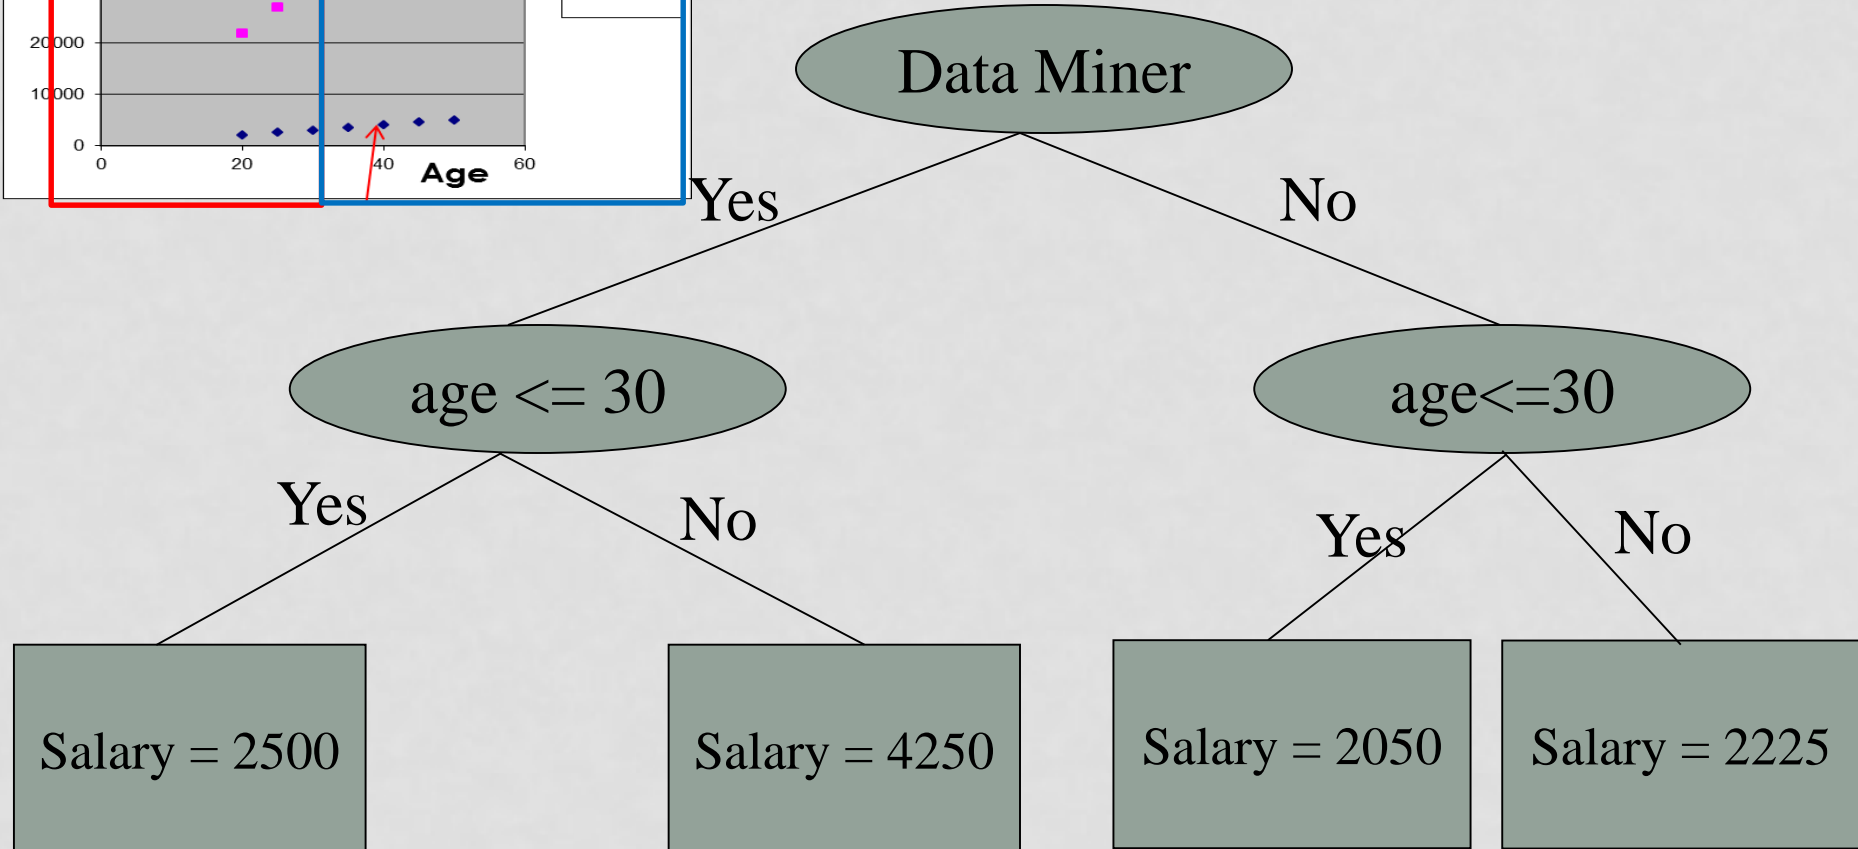 20000
10000
0
0 20 40 60
Age
Data Miner
Yes No
age <= 30 age<=30
Yes No Yes No
Salary = 2500 Salary = 4250 Salary = 2050 Salary = 2225